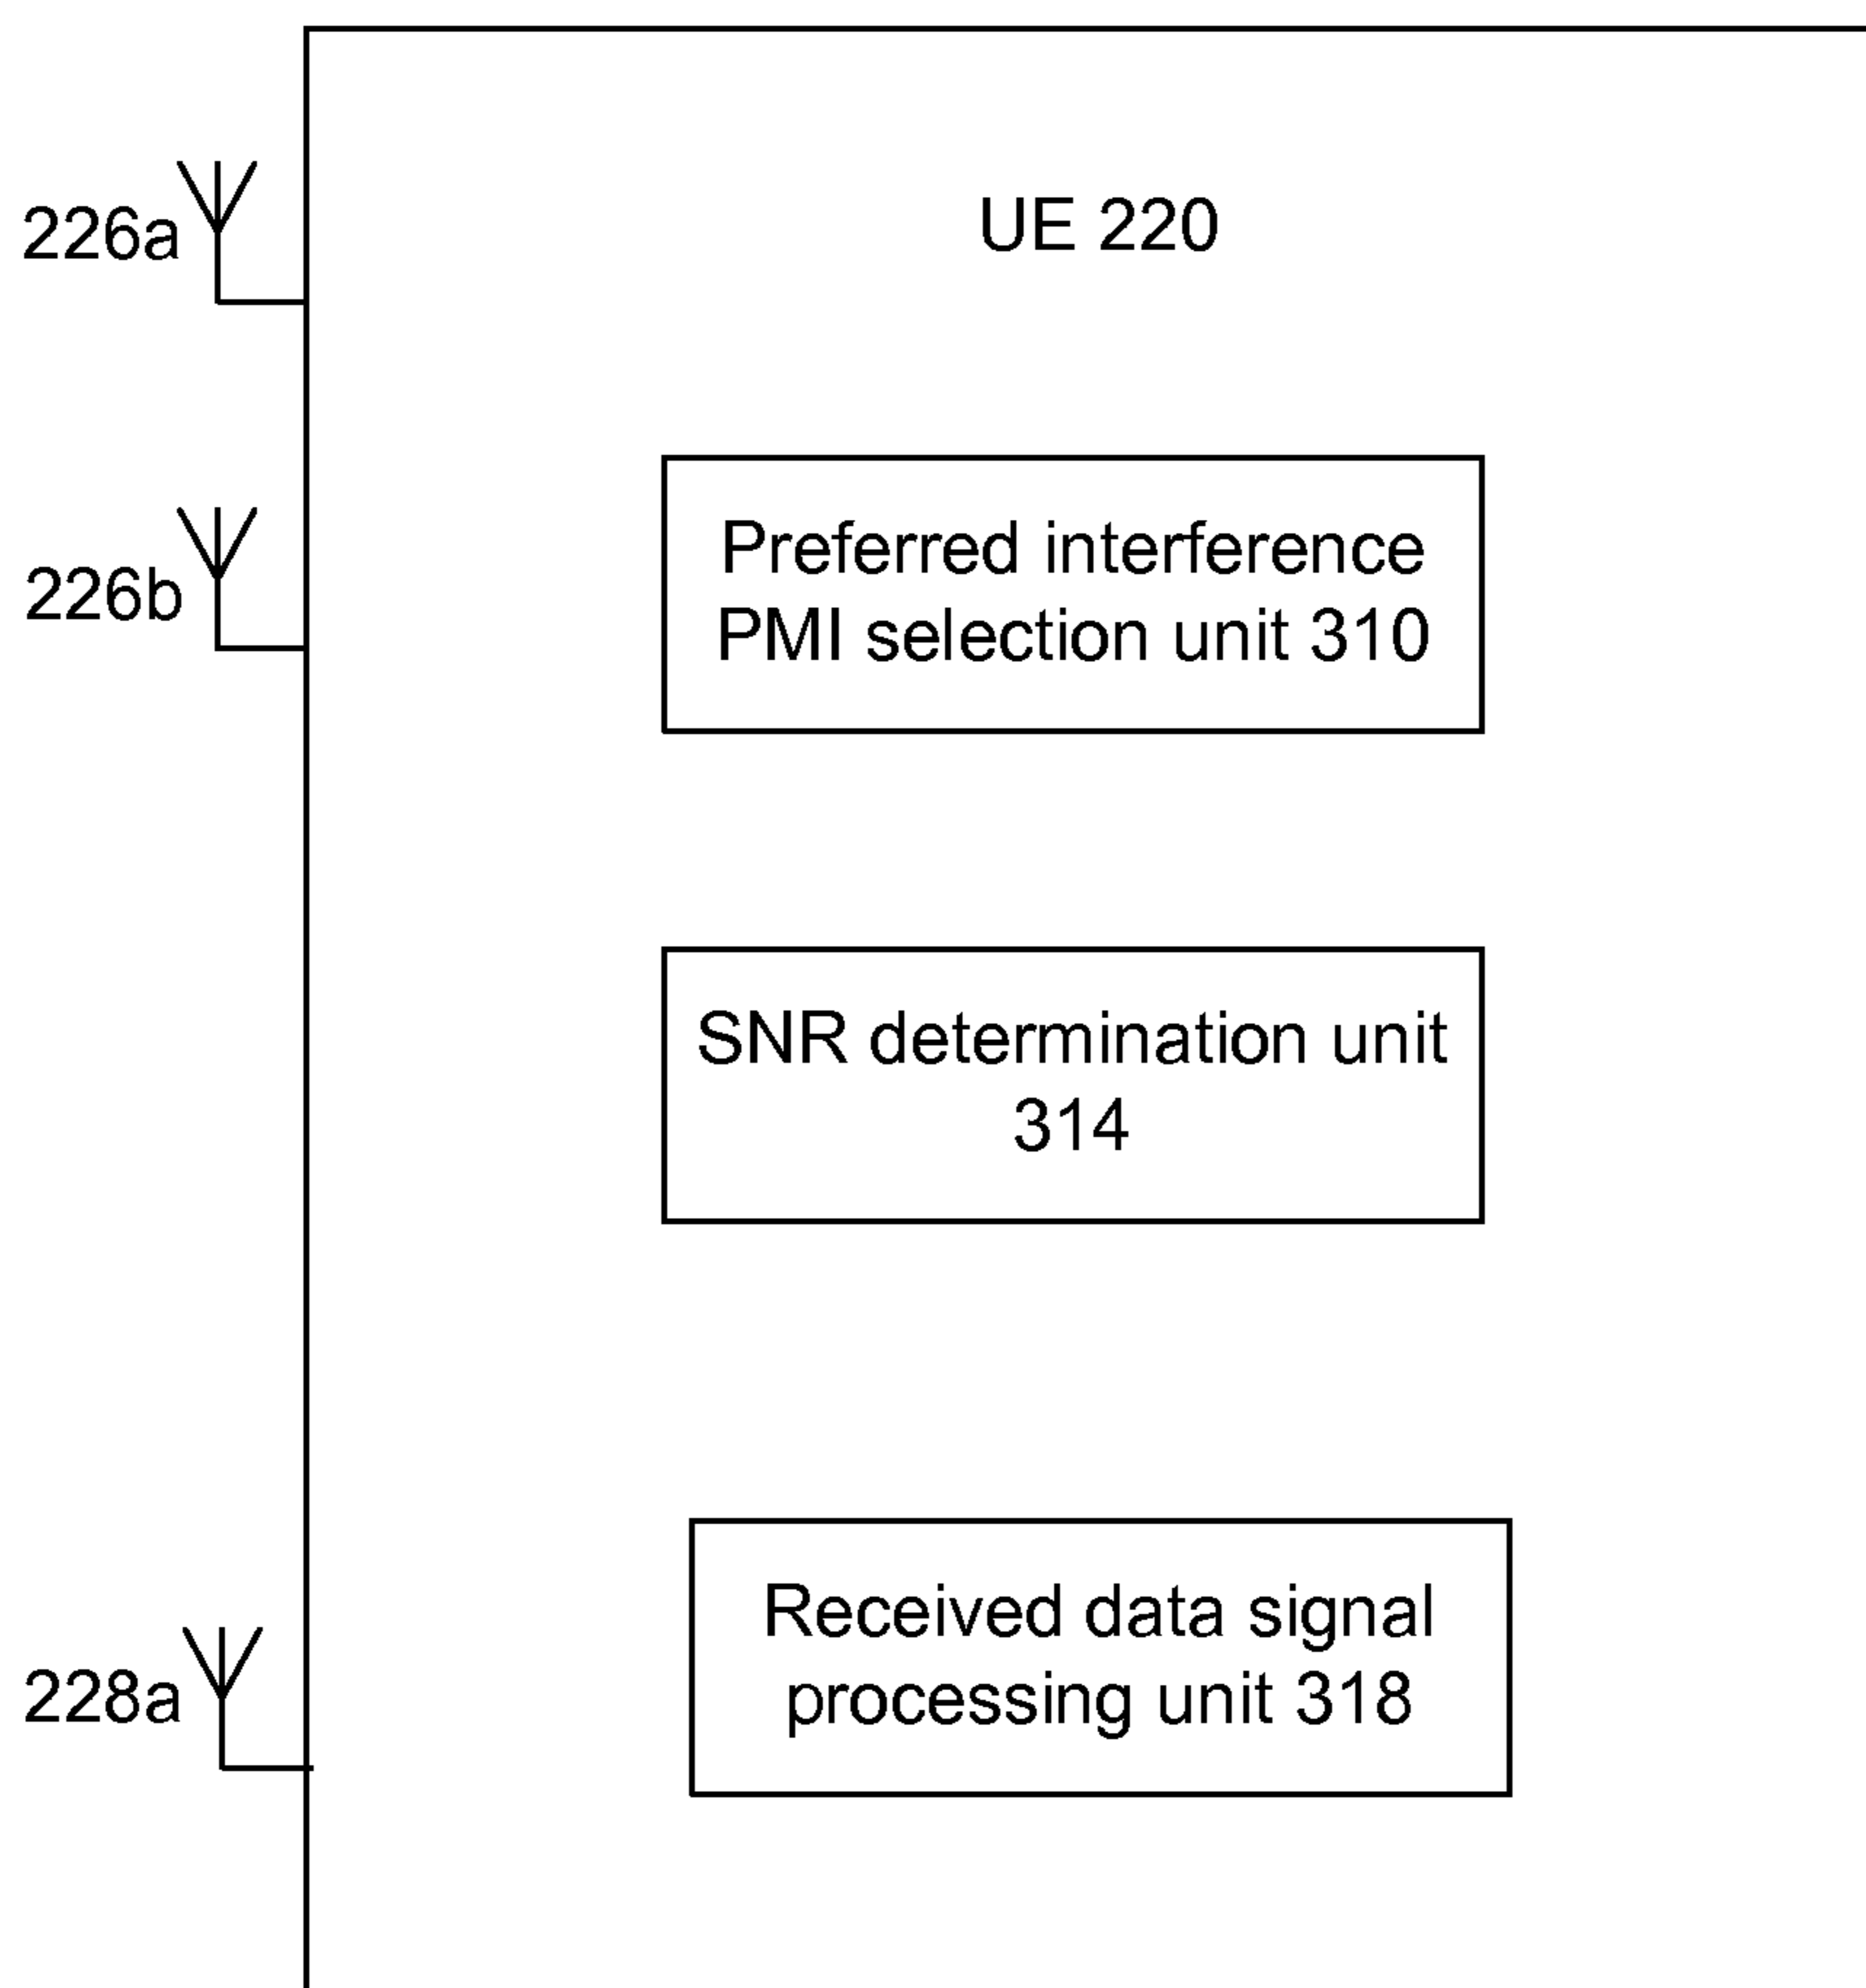 226a
UE 220
226b
Preferred interference
PMI selection unit 310
SNR determination unit
314
228a
Received data signal
processing unit 318